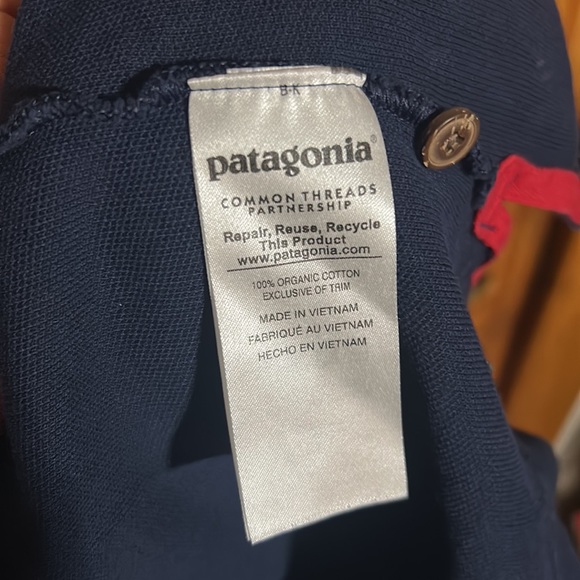 B-K
patagonia®
COMMON THREADS
PARTNERSHIP
Repair, Reuse, Recycle
This Product
www.patagonia.com
100% ORGANIC COTTON
EXCLUSIVE OF TRIM
MADE IN VIETNAM
FABRIQUÉ AU VIETNAM
HECHO EN VIETNAM